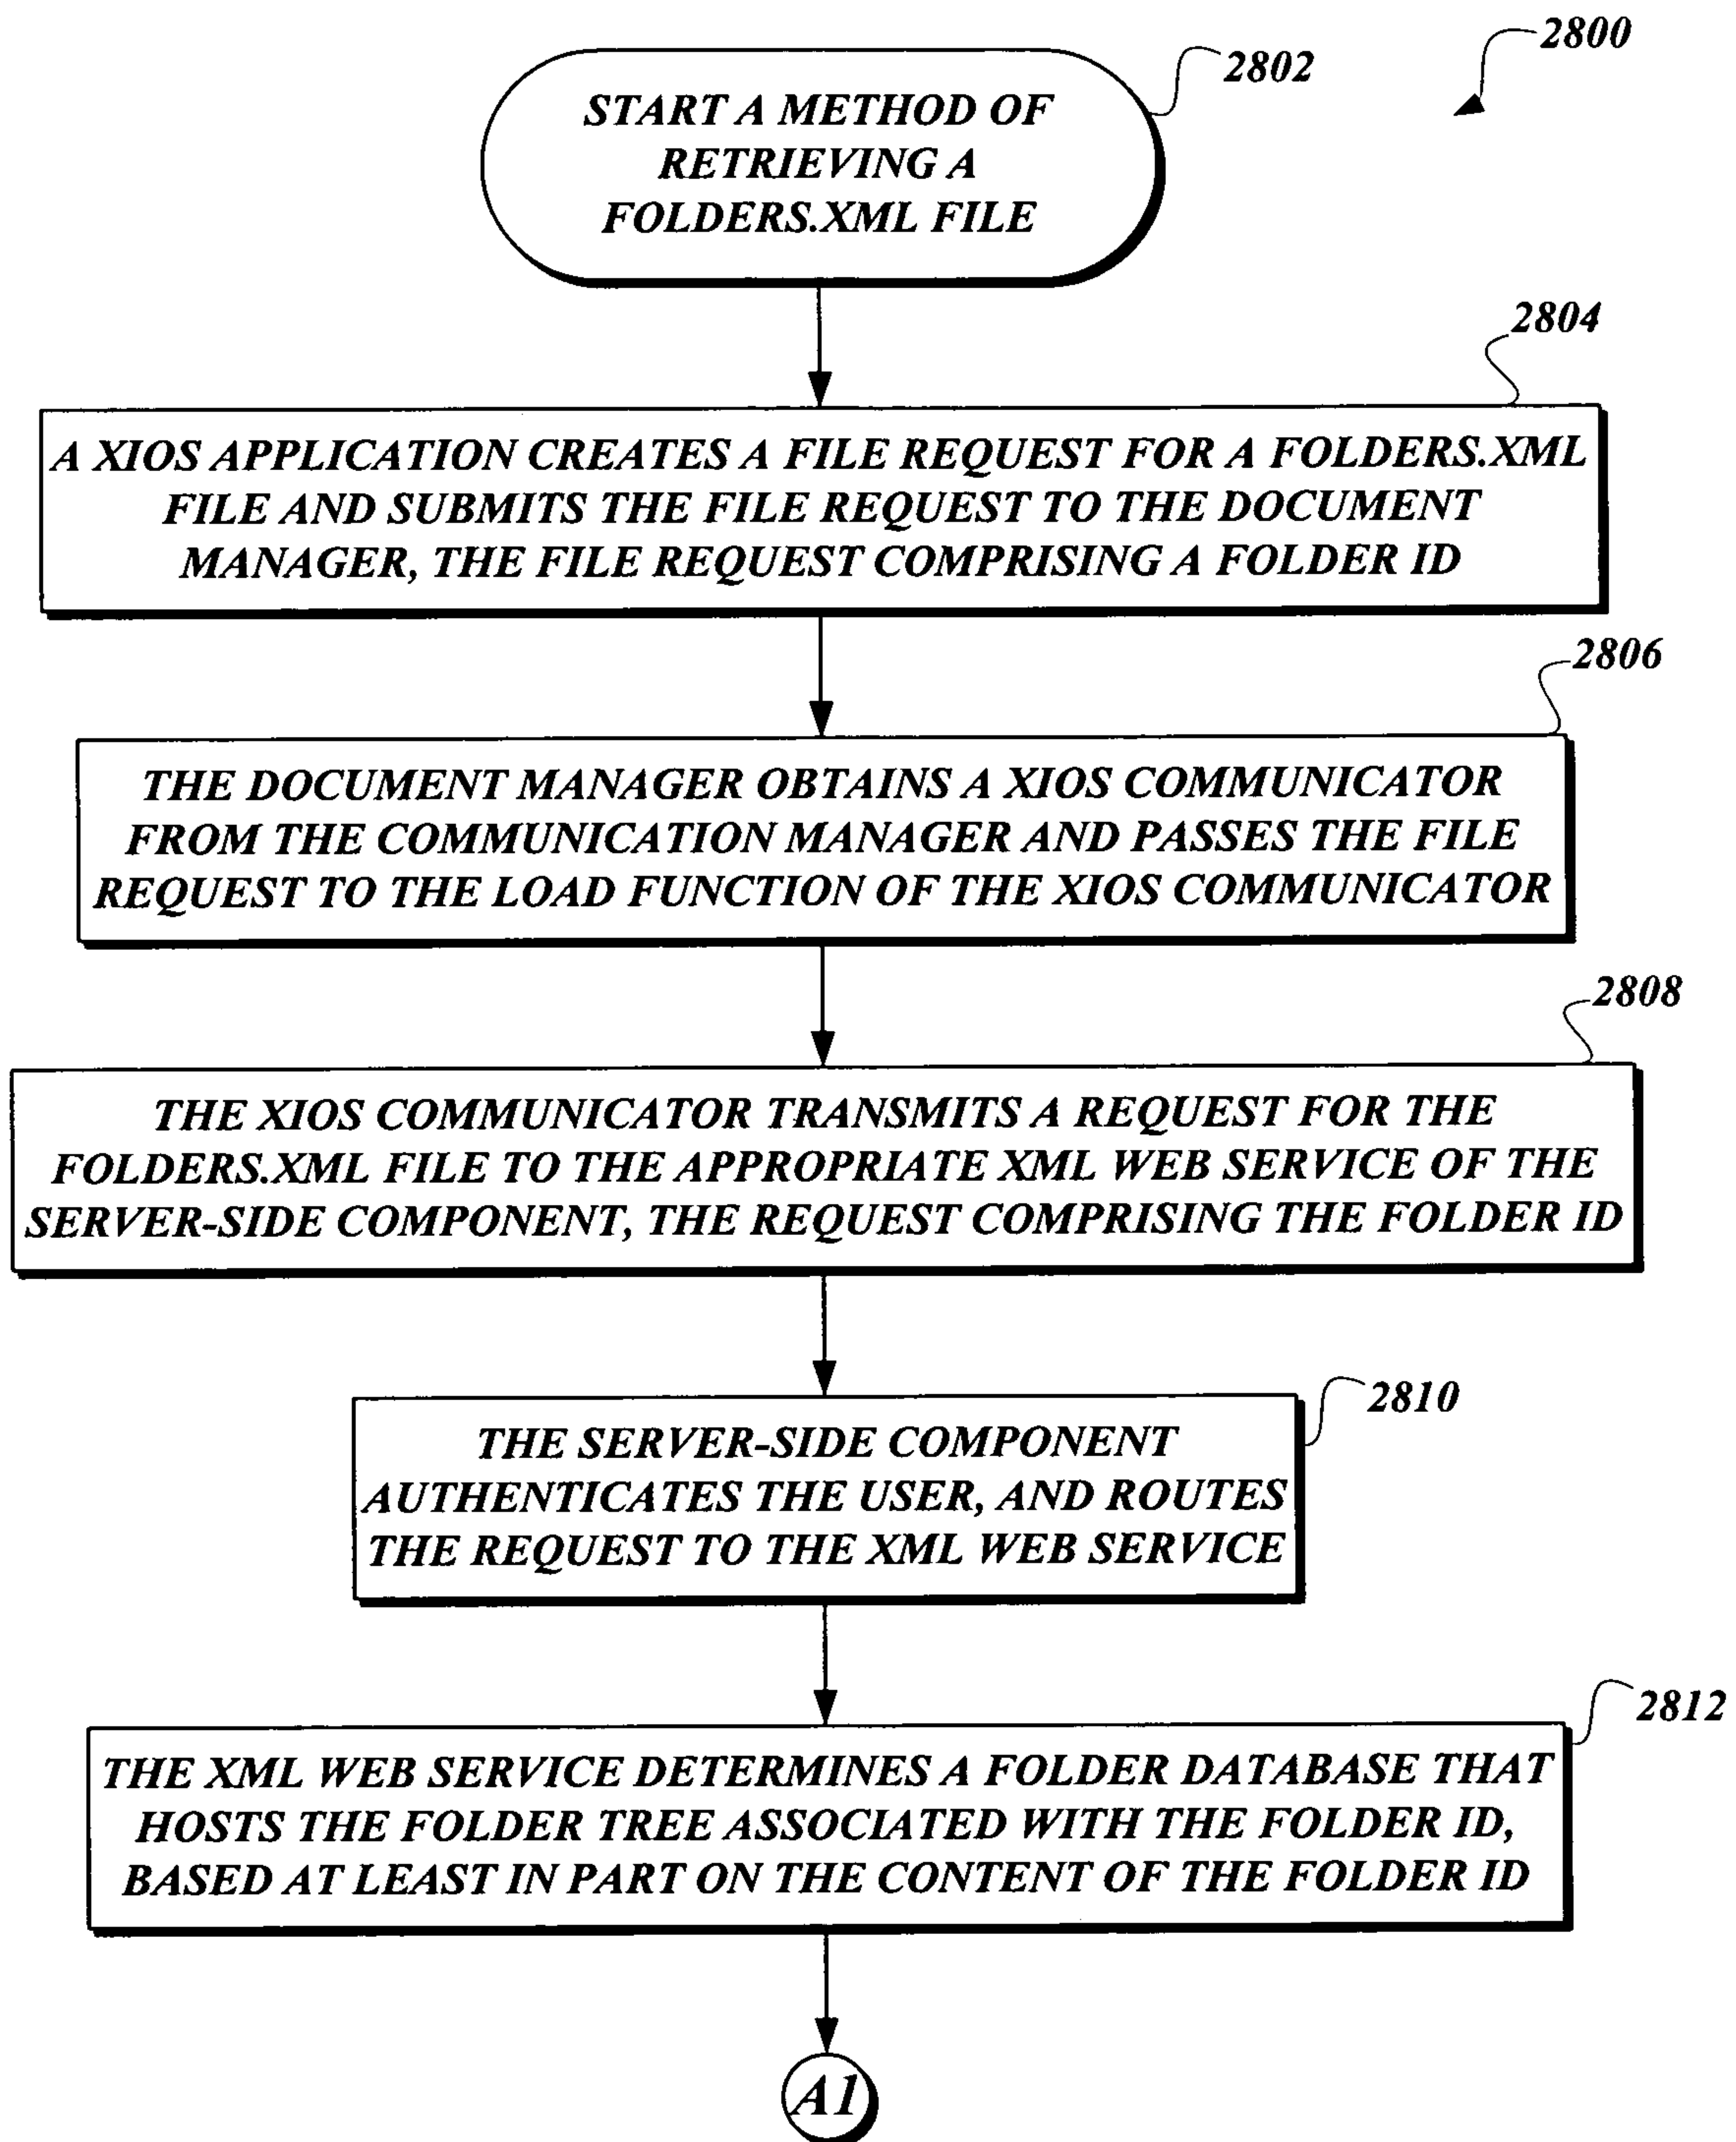 2800
2802
START A METHOD OF
RETRIEVING A
FOLDERS.XML FILE
2804
A XIOS APPLICATION CREATES A FILE REQUEST FOR A FOLDERS.XML
FILE AND SUBMITS THE FILE REQUEST TO THE DOCUMENT
MANAGER, THE FILE REQUEST COMPRISING A FOLDER ID
2806
THE DOCUMENT MANAGER OBTAINS A XIOS COMMUNICATOR
FROM THE COMMUNICATION MANAGER AND PASSES THE FILE
REQUEST TO THE LOAD FUNCTION OF THE XIOS COMMUNICATOR
2808
THE XIOS COMMUNICATOR TRANSMITS A REQUEST FOR THE
FOLDERS.XML FILE TO THE APPROPRIATE XML WEB SERVICE OF THE
SERVER-SIDE COMPONENT, THE REQUEST COMPRISING THE FOLDER ID
2810
THE SERVER-SIDE COMPONENT
AUTHENTICATES THE USER, AND ROUTES
THE REQUEST TO THE XML WEB SERVICE
2812
THE XML WEB SERVICE DETERMINES A FOLDER DATABASE THAT
HOSTS THE FOLDER TREE ASSOCIATED WITH THE FOLDER ID,
BASED AT LEAST IN PART ON THE CONTENT OF THE FOLDER ID
A1